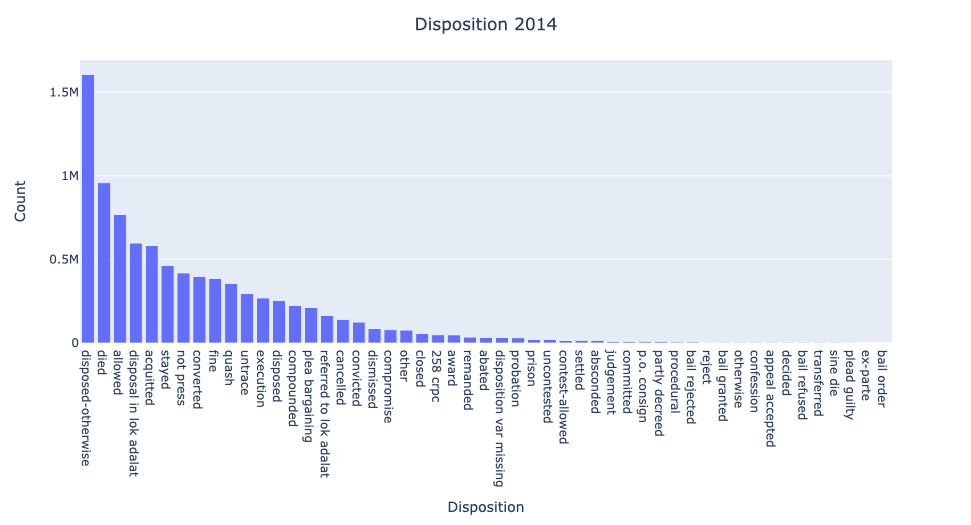 Disposition 2014
Count
1.5M
1M
0.5M
0
disposed-otherwise
died
allowed
disposal in lok adalat
acquitted
stayed
not press
converted
fine
quash
untrace
execution
disposed
compounded
plea bargaining
referred to lok adalat
cancelled
convicted
dismissed
compromise
other
closed
258 crpc
award
remanded
abated
disposition var missing
probation
prison
uncontested
contest-allowed
settled
absconded
judgement
committed
p.o. consign
partly decreed
procedural
bail rejected
reject
bail granted
otherwise
confession
appeal accepted
decided
bail refused
transferred
sine die
plead guilty
ex-parte
bail order
Disposition